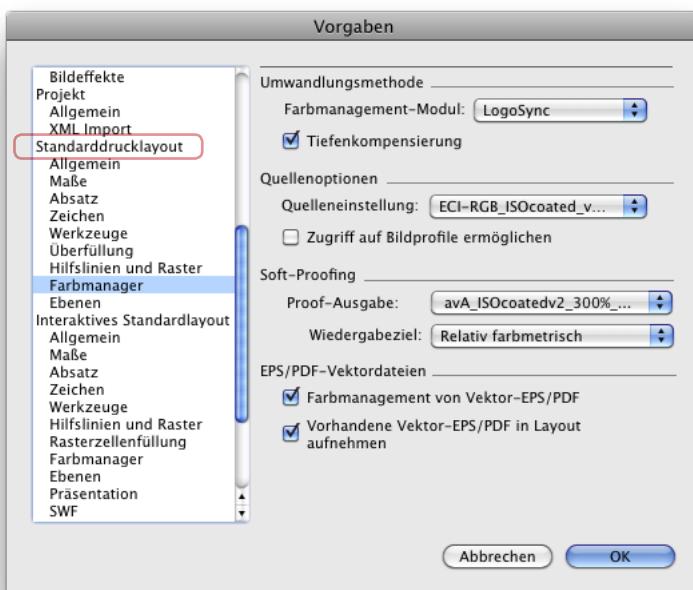 Vorgaben
Bildeffekte
Projekt
Allgemein
XML Import
Standarddrucklayout
Allgemein
Maße
Absatz
Zeichen
Werkzeuge
Überfüllung
Hilfslinien und Raster
Farbmanager
Ebenen
Interaktives Standardlayout
Allgemein
Maße
Absatz
Zeichen
Werkzeuge
Hilfslinien und Raster
Rasterzellenfüllung
Farbmanager
Ebenen
Präsentation
SWF
Umwandlungsmethode
Farbmanagement-Modul: LogoSync
Tiefenkompensierung
Quellenoptionen
Quelleneinstellung: ECI-RGB_ISOcoated_v...
Zugriff auf Bildprofile ermöglichen
Soft-Proofing
Proof-Ausgabe: avA_ISOcoatedv2_300%_...
Wiedergabeziel: Relativ farbmetrisch
EPS/PDF-Vektordateien
Farbmanagement von Vektor-EPS/PDF
Vorhandene Vektor-EPS/PDF in Layout
aufnehmen
Abbrechen OK